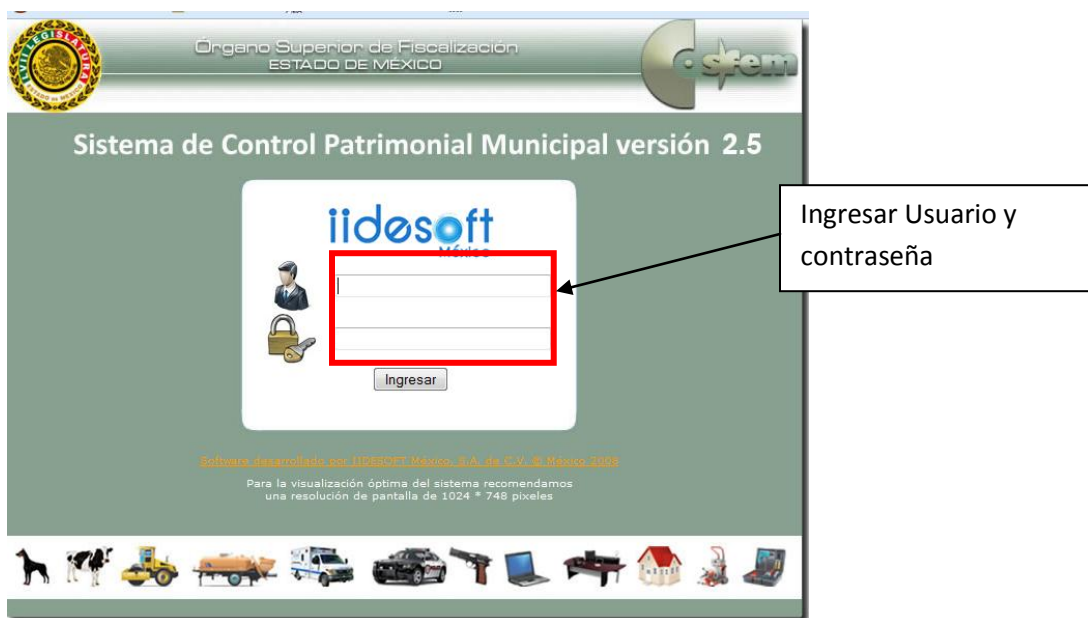 Órgano Superior de Fiscalización
ESTADO DE MÉXICO
osfem
Sistema de Control Patrimonial Municipal versión 2.5
iidesoft
México
Ingresar Usuario y
contraseña
Ingresar
Software desarrollado por IIDESOFT México, S.A. de C.V. © México 2008
Para la visualización óptima del sistema recomendamos
una resolución de pantalla de 1024 * 748 pixeles